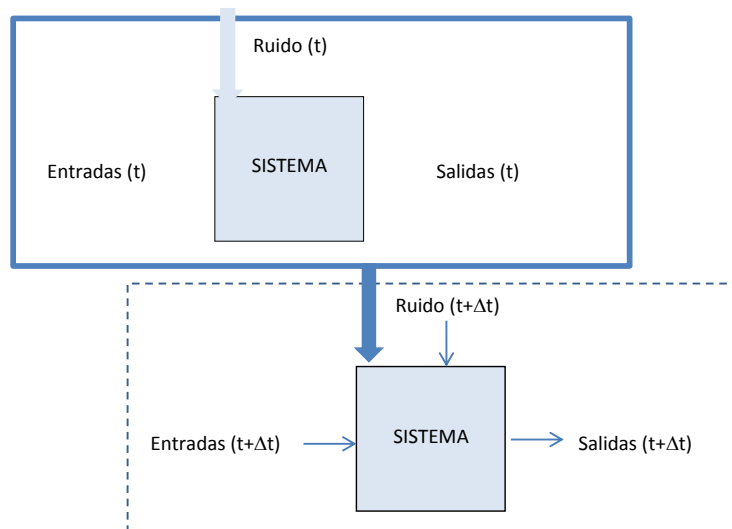 Ruido (t)
Entradas (t)
SISTEMA
Salidas (t)
Ruido (t+Δt)
Entradas (t+Δt)
SISTEMA
Salidas (t+Δt)